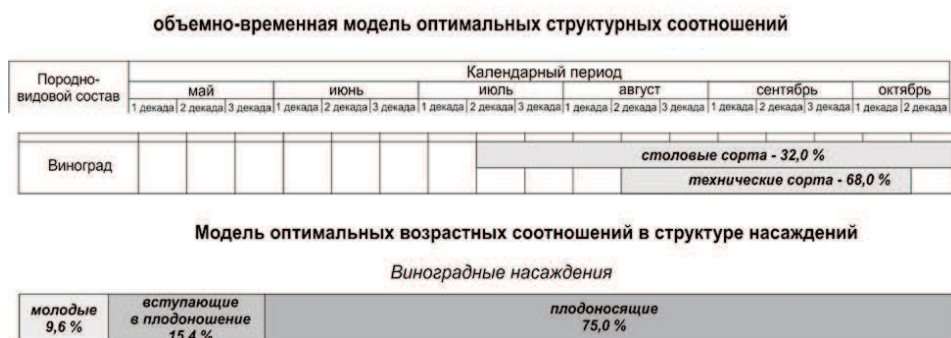 объемно-временная модель оптимальных структурных соотношений
Породно-
видовой состав
Календарный период
май июнь июль август сентябрь октябрь
1 декада 2 декада 3 декада 1 декада 2 декада 3 декада 1 декада 2 декада 3 декада 1 декада 2 декада 3 декада 1 декада 2 декада 3 декада 1 декада 2 декада
Виноград
столовые сорта - 32,0 %
технические сорта - 68,0 %
Модель оптимальных возрастных соотношений в структуре насаждений
Виноградные насаждения
молодые
9,6 %
вступающие
в плодоношение
15,4 %
плодоносящие
75,0 %